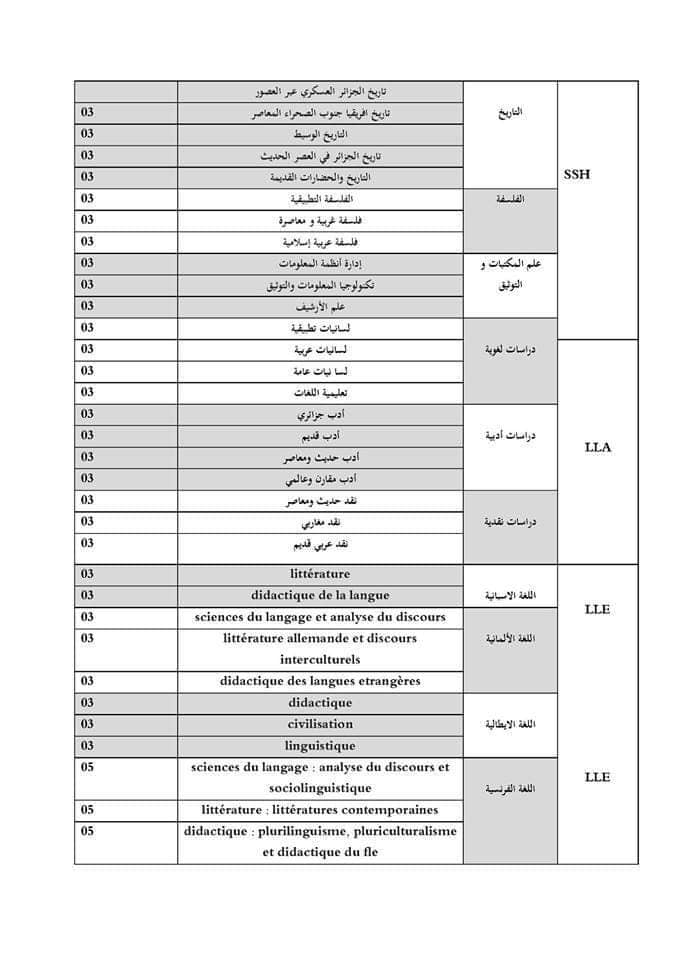 تاريخ الجزائر العسكري عبر العصور
التاريخ
SSH
تاريخ افريقيا جنوب الصحراء المعاصر
03
التاريخ الوسيط
03
تاريخ الجزائر في العصر الحديث
03
التاريخ والحضارات القديمة
03
الفلسفة
الفلسفة التطبيقية
03
فلسفة غربية و معاصرة
03
فلسفة عربية إسلامية
03
علم المكتبات و
التوثيق
إدارة أنظمة المعلومات
03
تكنولوجيا المعلومات والتوثيق
03
علم الأرشيف
03
دراسات لغوية
لسانيات تطبيقية
03
LLA
لسانيات عربية
03
لسا نيات عامة
03
تعليمية اللغات
03
دراسات أدبية
أدب جزائري
03
أدب قديم
03
أدب حديث ومعاصر
03
أدب مقارن وعالمي
03
دراسات نقدية
نقد حديث ومعاصر
03
نقد مغاربي
03
نقد عربي قديم
03
LLE
اللغة الاسبانية
littérature
03
didactique de la langue
03
اللغة الألمانية
sciences du langage et analyse du discours
03
littérature allemande et discours
interculturels
03
didactique des langues etrangères
03
اللغة الايطالية
didactique
03
civilisation
03
linguistique
03
LLE
اللغة الفرنسية
sciences du langage : analyse du discours et
sociolinguistique
05
littérature : littératures contemporaines
05
didactique : plurilinguisme, pluriculturalisme
et didactique du fle
05